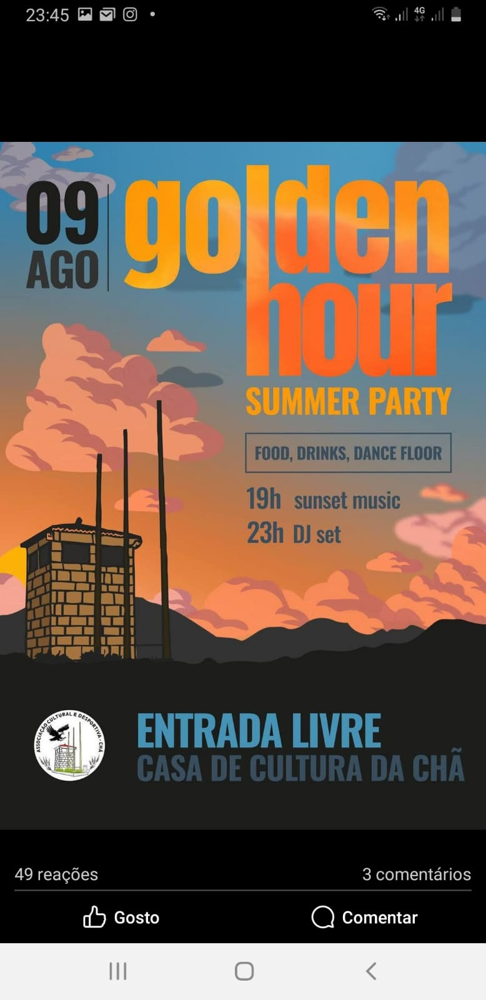 23:45
4G
09
AGO
golden
hour
SUMMER PARTY
FOOD, DRINKS, DANCE FLOOR
19h sunset music
23h DJ set
ASSOCIAÇÃO CULTURAL E DESPORTIVA - CHÃ
ENTRADA LIVRE
CASA DE CULTURA DA CHÃ
49 reações
3 comentários
Gosto
Comentar